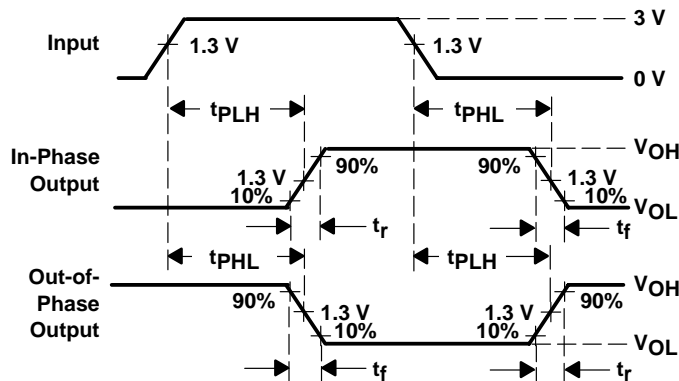 3 V
Input
1.3 V
1.3 V
0 V
tPLH
tPHL
In-Phase
Output
VOH
90%
90%
1.3 V
1.3 V
10%
10%
VOL
tr
tf
tPHL
tPLH
Out-of-
Phase
Output
VOH
90%
90%
1.3 V
1.3 V
10%
10%
VOL
tf
tr